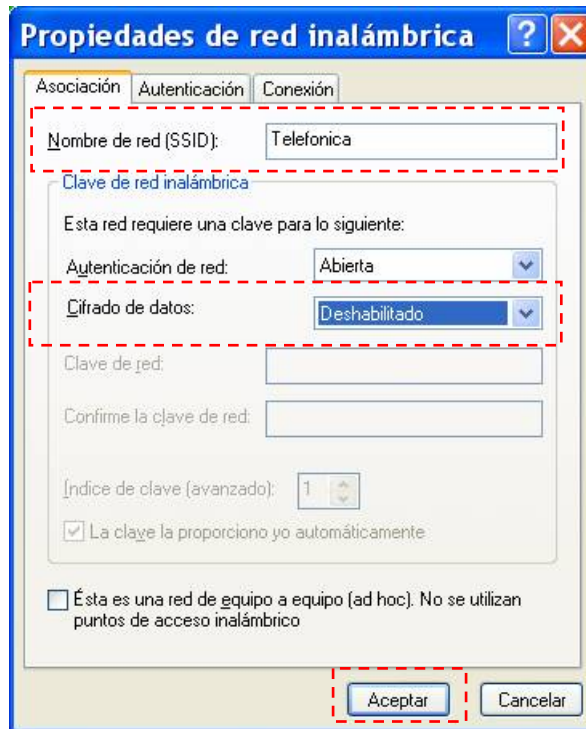 Propiedades de red inalámbrica
Asociación Autenticación Conexión
Nombre de red (SSID): Telefonica
Clave de red inalámbrica
Esta red requiere una clave para lo siguiente:
Autenticación de red: Abierta
Cifrado de datos: Deshabilitado
Clave de red:
Confirme la clave de red:
Índice de clave (avanzado): 1
La clave la proporciono yo automáticamente
Ésta es una red de equipo a equipo (ad hoc). No se utilizan
puntos de acceso inalámbrico
Aceptar Cancelar